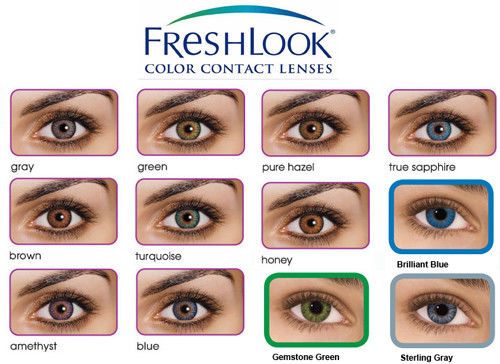 FRESHLOOK®
COLOR CONTACT LENSES
gray
green
pure hazel
true sapphire
brown
turquoise
honey
Brilliant Blue
amethyst
blue
Gemstone Green
Sterling Gray